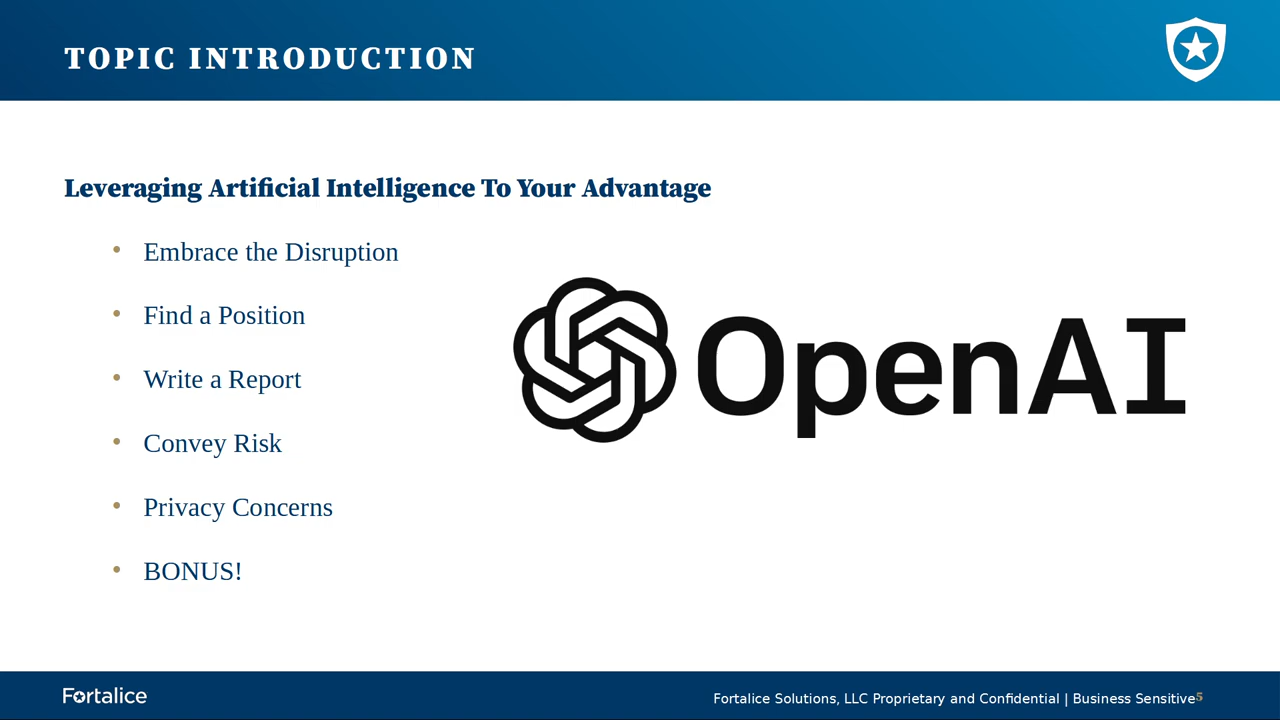 TOPIC INTRODUCTION
Leveraging Artificial Intelligence To Your Advantage
• Embrace the Disruption
• Find a Position
• Write a Report
• Convey Risk
• Privacy Concerns
• BONUS!
OpenAI
Fortalice
Fortalice Solutions, LLC Proprietary and Confidential | Business Sensitive 5